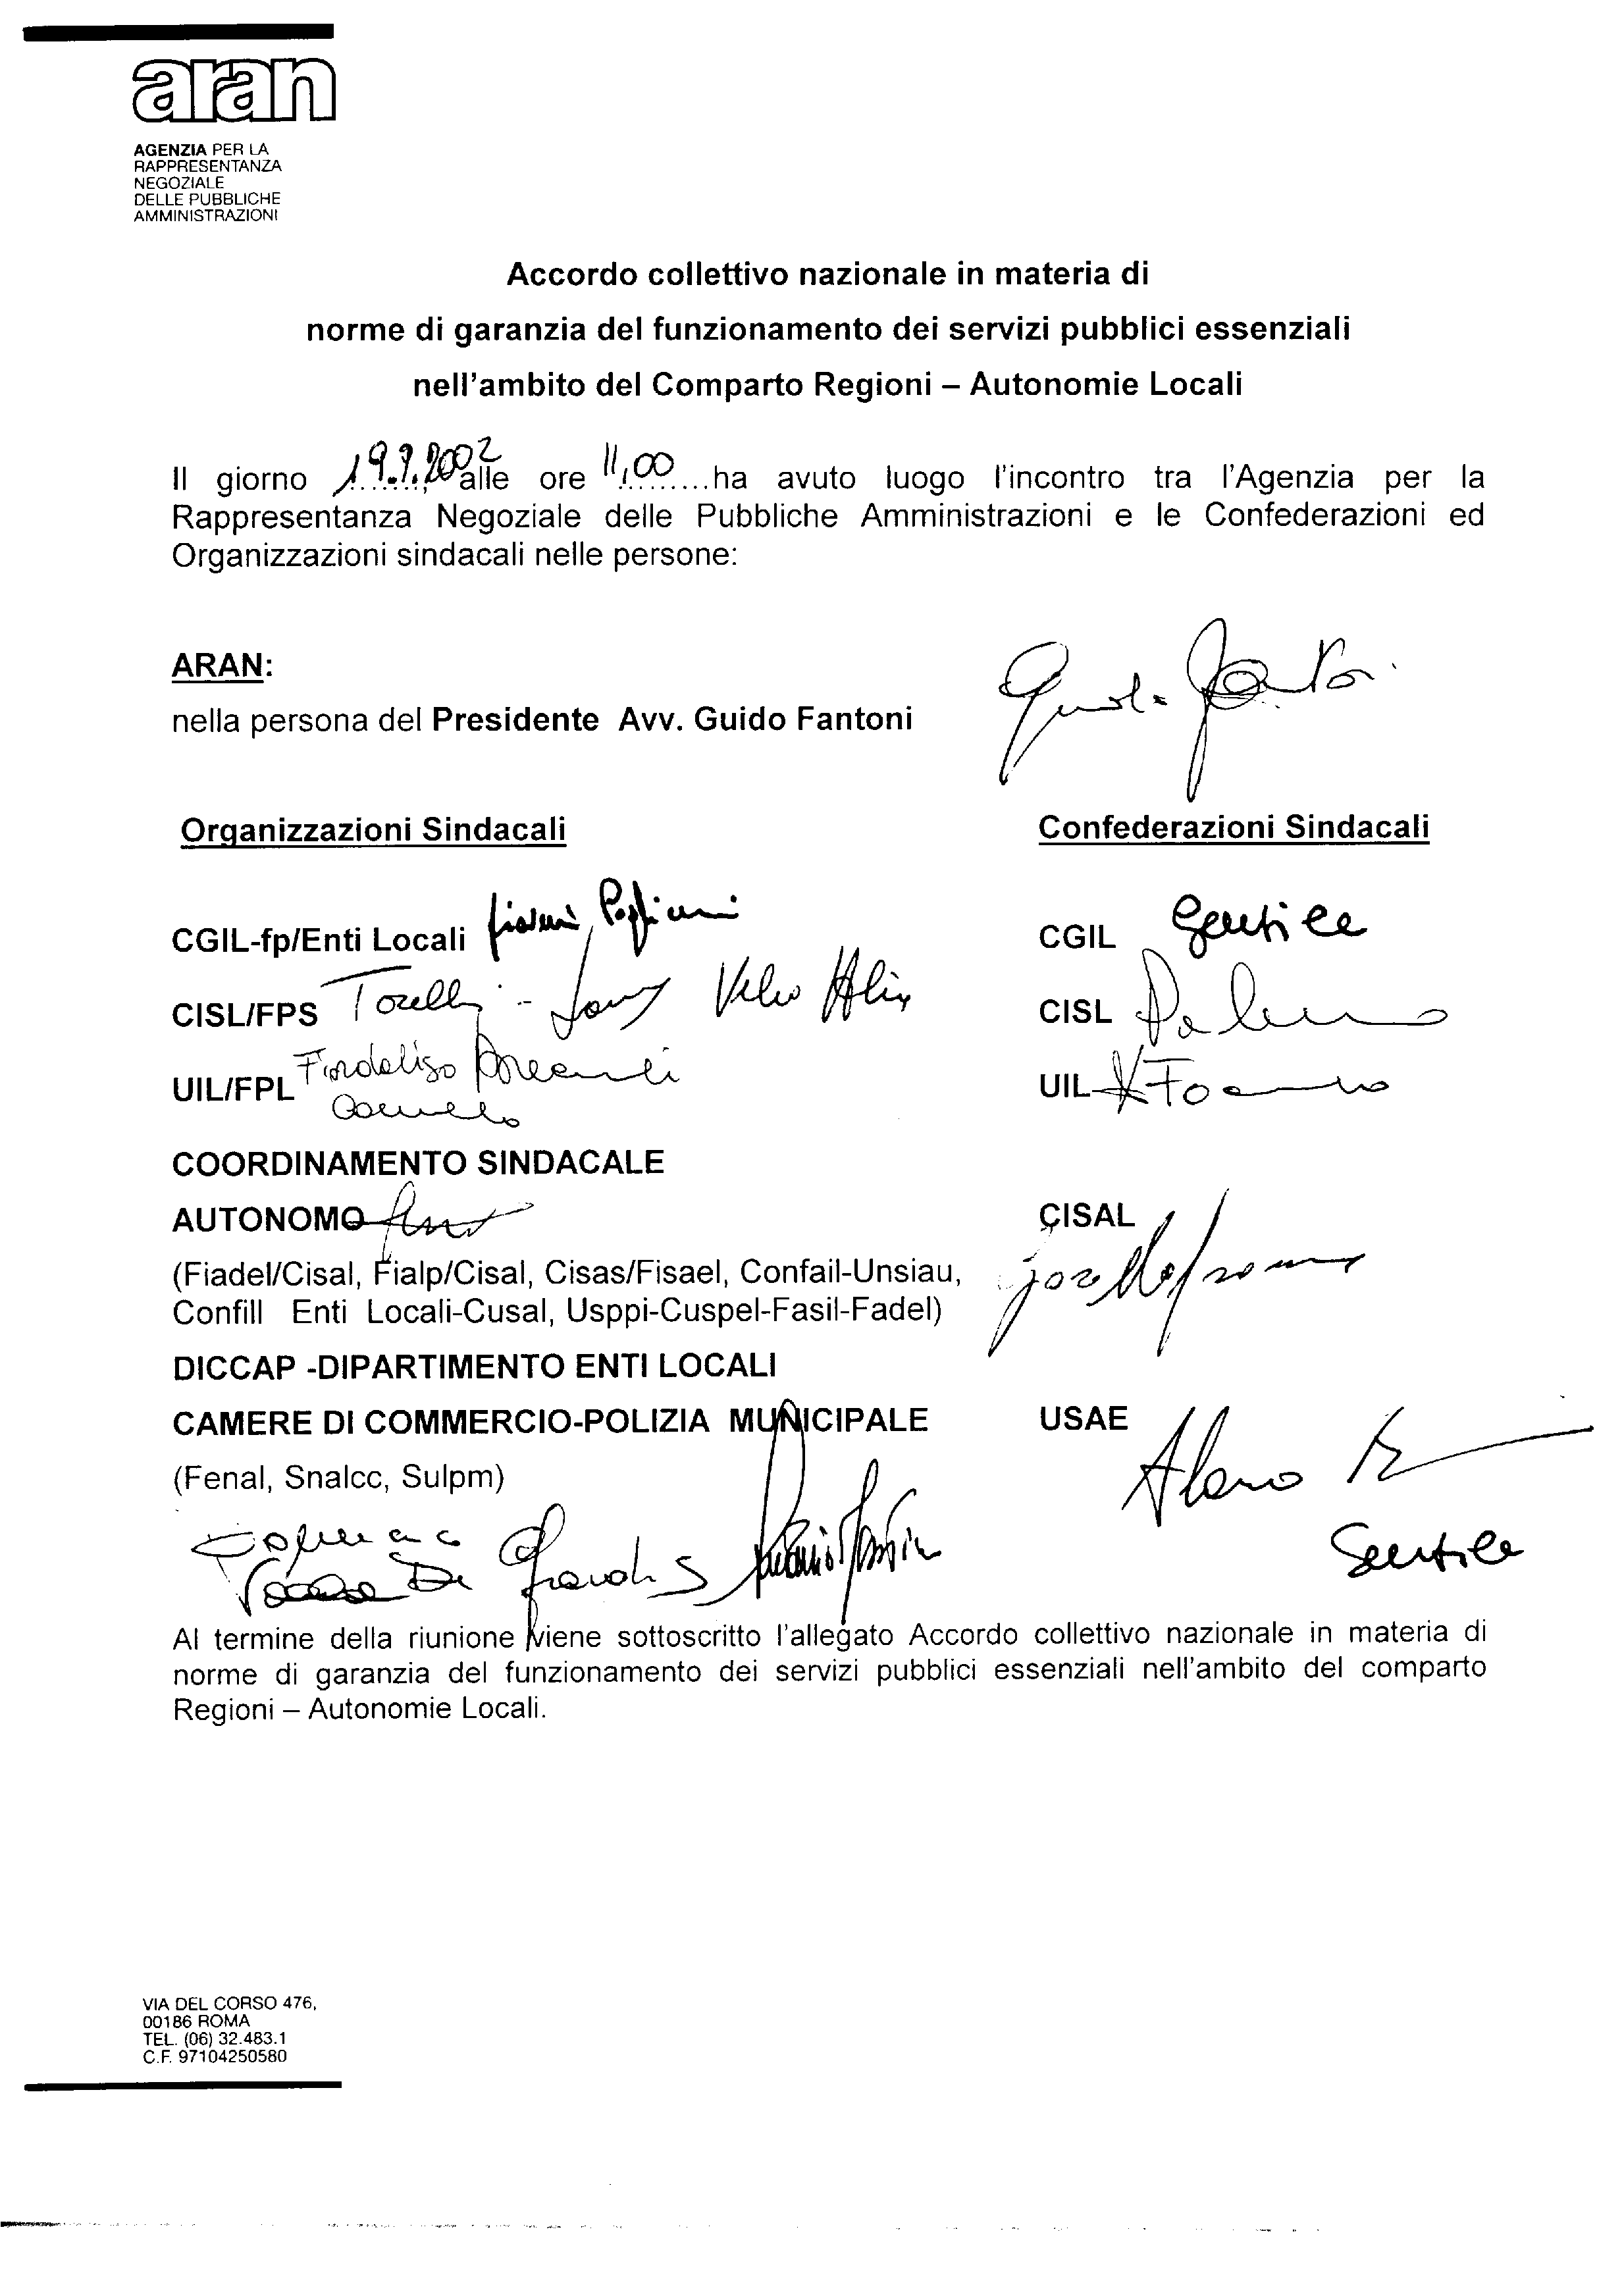 aran
AGENZIA PER LA
RAPPRESENTANZA
NEGOZIALE
DELLE PUBBLICHE
AMMINISTRAZIONI
Accordo collettivo nazionale in materia di
norme di garanzia del funzionamento dei servizi pubblici essenziali
nell'ambito del Comparto Regioni – Autonomie Locali
Il giorno 19.9.2002 alle ore 11,00 ha avuto luogo l'incontro tra l'Agenzia per la
Rappresentanza Negoziale delle Pubbliche Amministrazioni e le Confederazioni ed
Organizzazioni sindacali nelle persone:
ARAN:
nella persona del Presidente Avv. Guido Fantoni
Guido Fantoni
Organizzazioni Sindacali Confederazioni Sindacali
CGIL-fp/Enti Locali CGIL Gentile
CISL/FPS Torelli CISL
UIL/FPL Fiordaliso UIL
COORDINAMENTO SINDACALE
AUTONOMO CISAL
(Fiadel/Cisal, Fialp/Cisal, Cisas/Fisael, Confail-Unsiau,
Confill Enti Locali-Cusal, Usppi-Cuspel-Fasil-Fadel)
DICCAP -DIPARTIMENTO ENTI LOCALI
CAMERE DI COMMERCIO-POLIZIA MUNICIPALE USAE
(Fenal, Snalcc, Sulpm)
Gentile
Al termine della riunione viene sottoscritto l'allegato Accordo collettivo nazionale in materia di
norme di garanzia del funzionamento dei servizi pubblici essenziali nell'ambito del comparto
Regioni – Autonomie Locali.
VIA DEL CORSO 476,
00186 ROMA
TEL. (06) 32.483.1
C.F. 97104250580